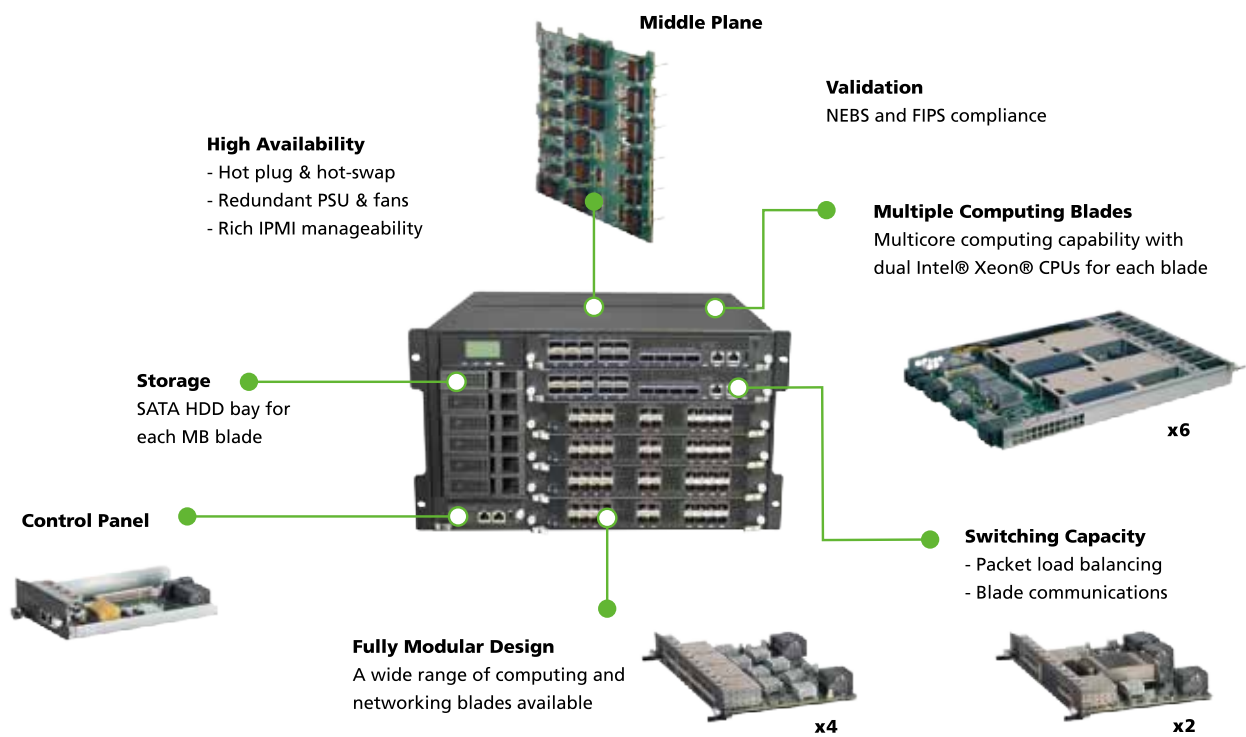 Middle Plane
Validation
NEBS and FIPS compliance
High Availability
- Hot plug & hot-swap
- Redundant PSU & fans
- Rich IPMI manageability
Multiple Computing Blades
Multicore computing capability with
dual Intel® Xeon® CPUs for each blade
x6
Storage
SATA HDD bay for
each MB blade
Control Panel
Switching Capacity
- Packet load balancing
- Blade communications
x2
Fully Modular Design
A wide range of computing and
networking blades available
x4